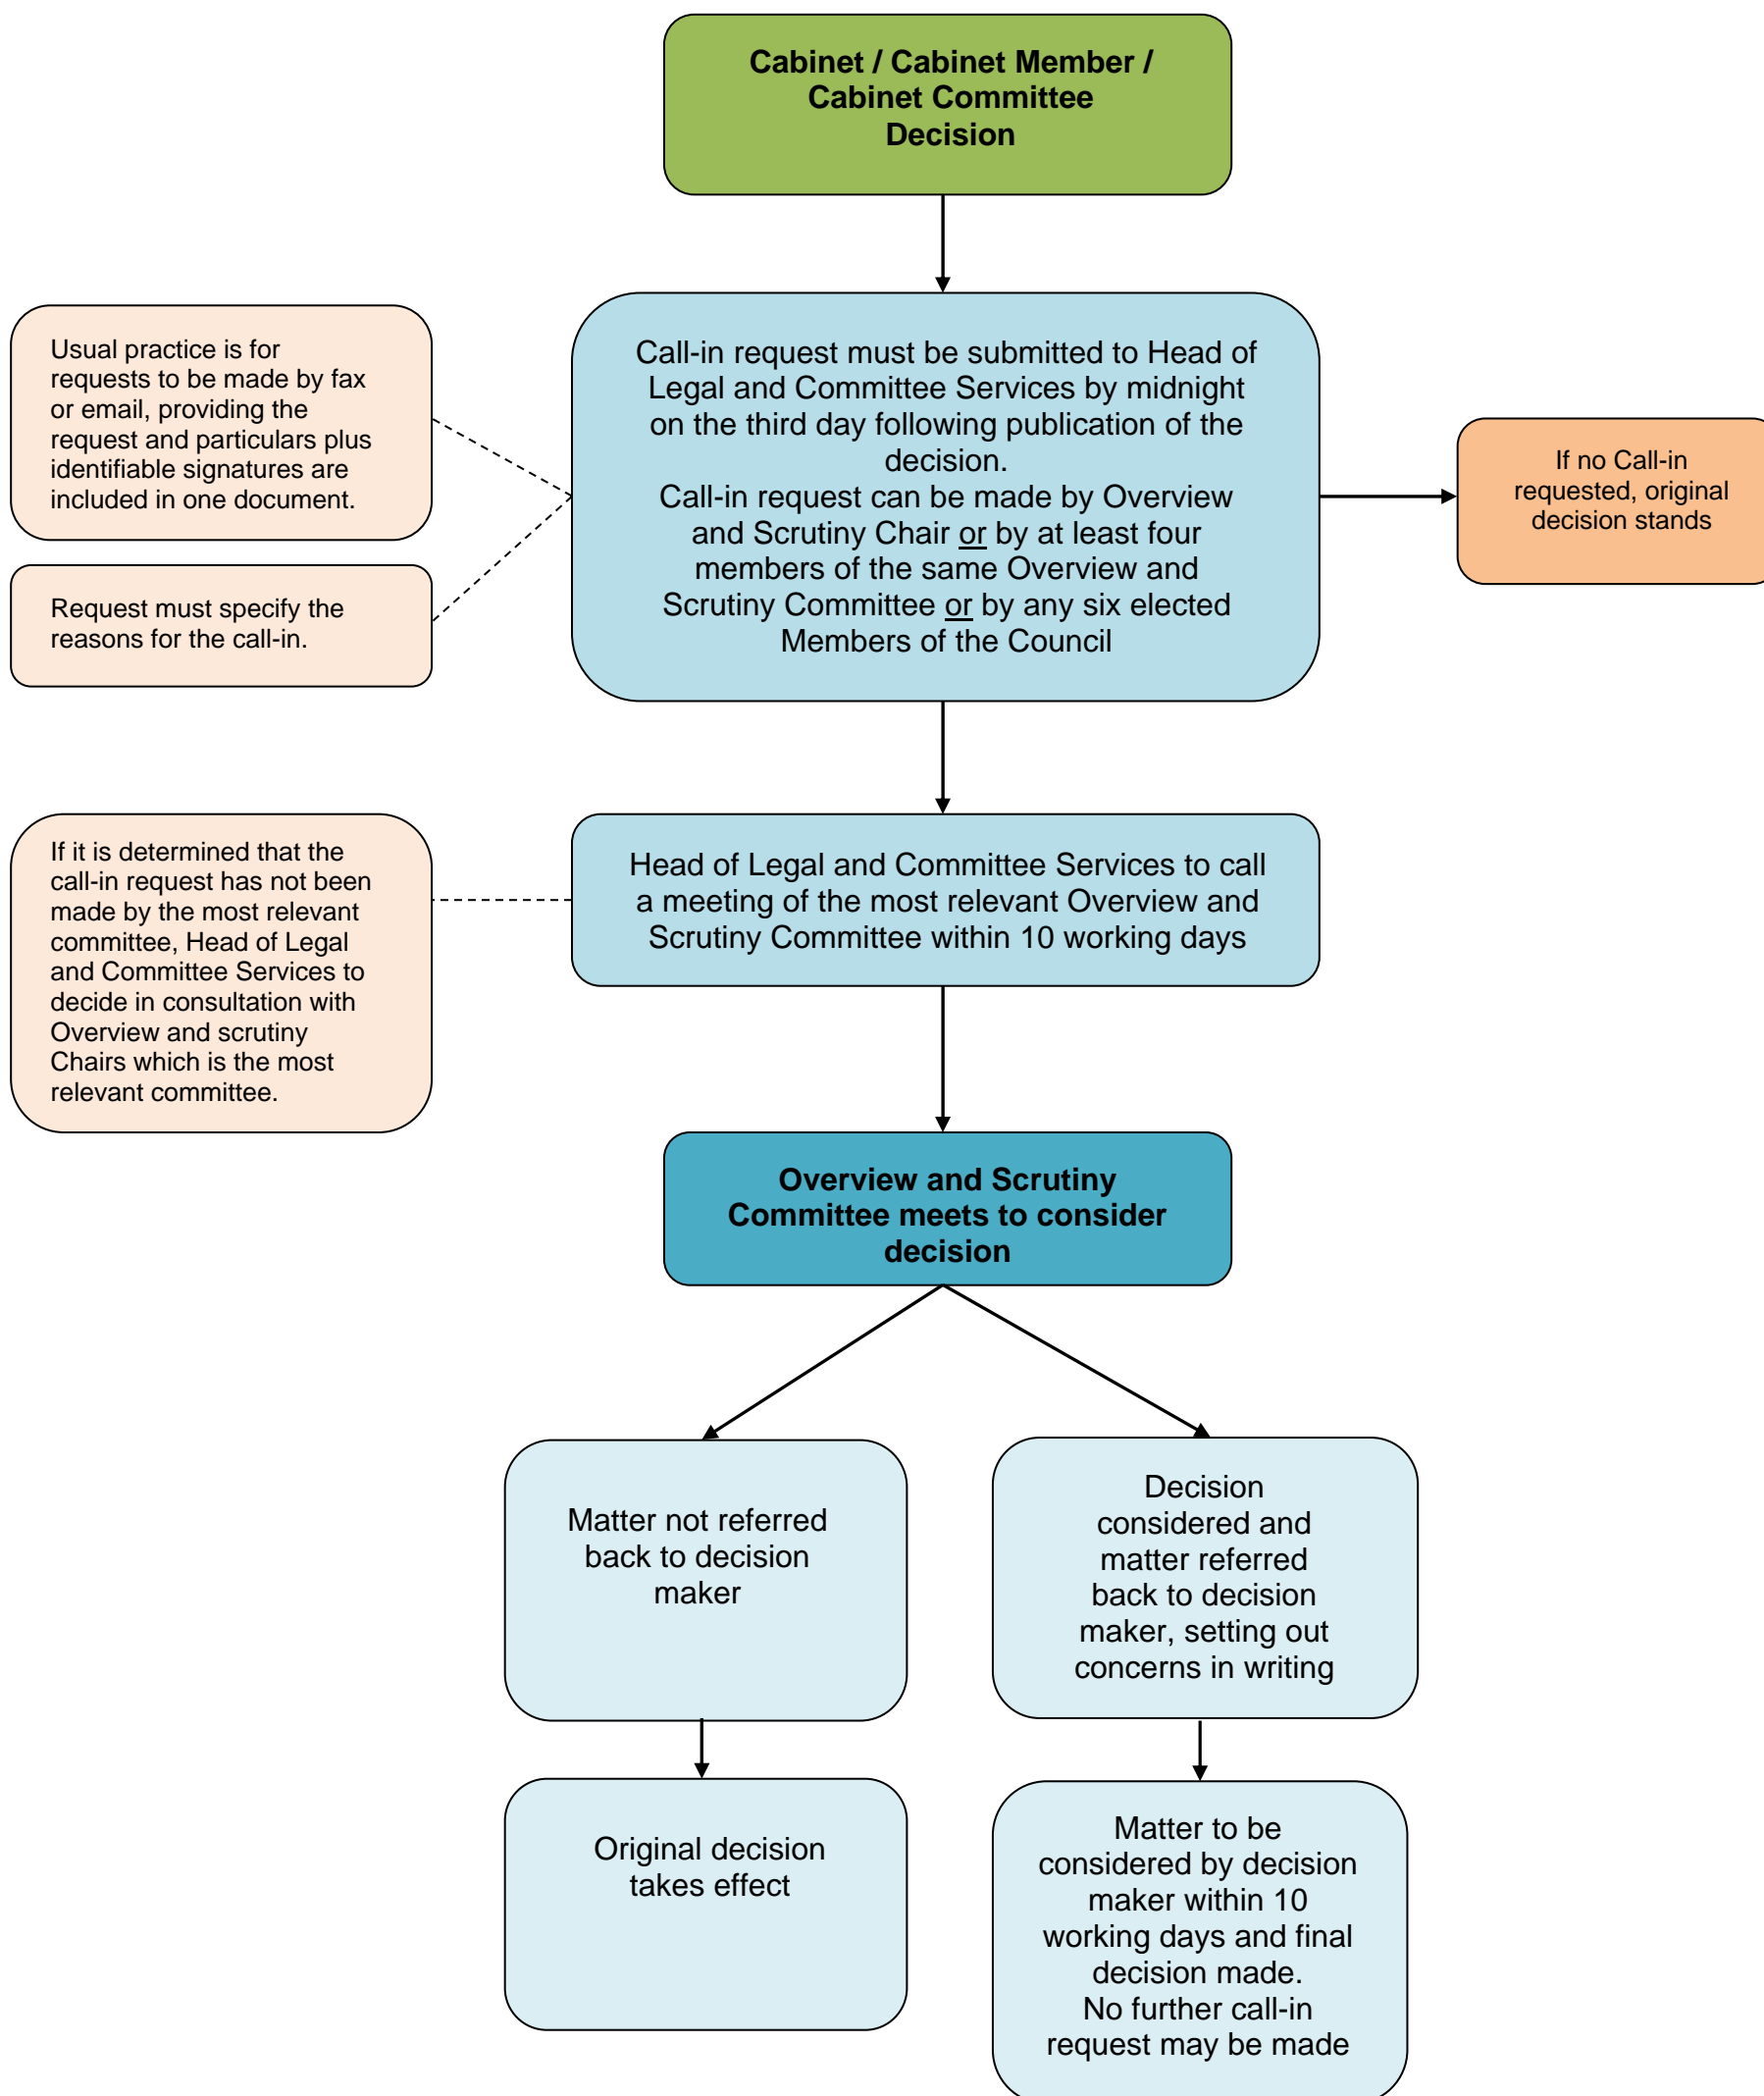 Cabinet / Cabinet Member /
Cabinet Committee
Decision
Usual practice is for
requests to be made by fax
or email, providing the
request and particulars plus
identifiable signatures are
included in one document.
Request must specify the
reasons for the call-in.
Call-in request must be submitted to Head of
Legal and Committee Services by midnight
on the third day following publication of the
decision.
Call-in request can be made by Overview
and Scrutiny Chair or by at least four
members of the same Overview and
Scrutiny Committee or by any six elected
Members of the Council
If no Call-in
requested, original
decision stands
If it is determined that the
call-in request has not been
made by the most relevant
committee, Head of Legal
and Committee Services to
decide in consultation with
Overview and scrutiny
Chairs which is the most
relevant committee.
Head of Legal and Committee Services to call
a meeting of the most relevant Overview and
Scrutiny Committee within 10 working days
Overview and Scrutiny
Committee meets to consider
decision
Matter not referred
back to decision
maker
Decision
considered and
matter referred
back to decision
maker, setting out
concerns in writing
Original decision
takes effect
Matter to be
considered by decision
maker within 10
working days and final
decision made.
No further call-in
request may be made